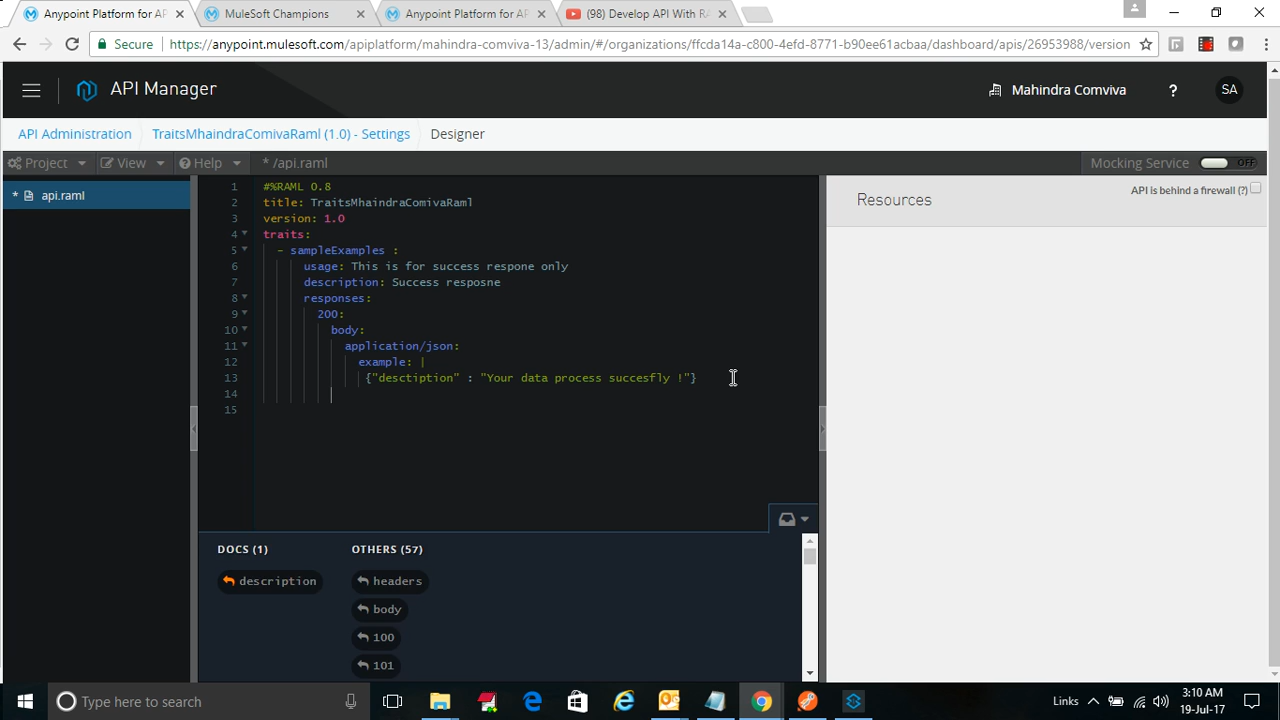 Anypoint Platform for AP
MuleSoft Champions
Anypoint Platform for AP
(98) Develop API With RA
Secure https://anypoint.mulesoft.com/apiplatform/mahindra-comviva-13/admin/#/organizations/ffcda14a-c800-4efd-8771-b90ee61acbaa/dashboard/apis/26953988/version
API Manager
Mahindra Comviva ? SA
API Administration TraitsMhaindraComivaRaml (1.0) - Settings Designer
Project View Help * /api.raml Mocking Service OFF
* api.raml
API is behind a firewall (?)
Resources
1 #%RAML 0.8
2 title: TraitsMhaindraComivaRaml
3 version: 1.0
4 traits:
5 - sampleExamples :
6 usage: This is for success respone only
7 description: Success resposne
8 responses:
9 200:
10 body:
11 application/json:
12 example: |
13 {"desctiption" : "Your data process succesfly !"}
14
15
DOCS (1) OTHERS (57)
description headers
body
100
101
Type here to search
Links 3:10 AM
19-Jul-17